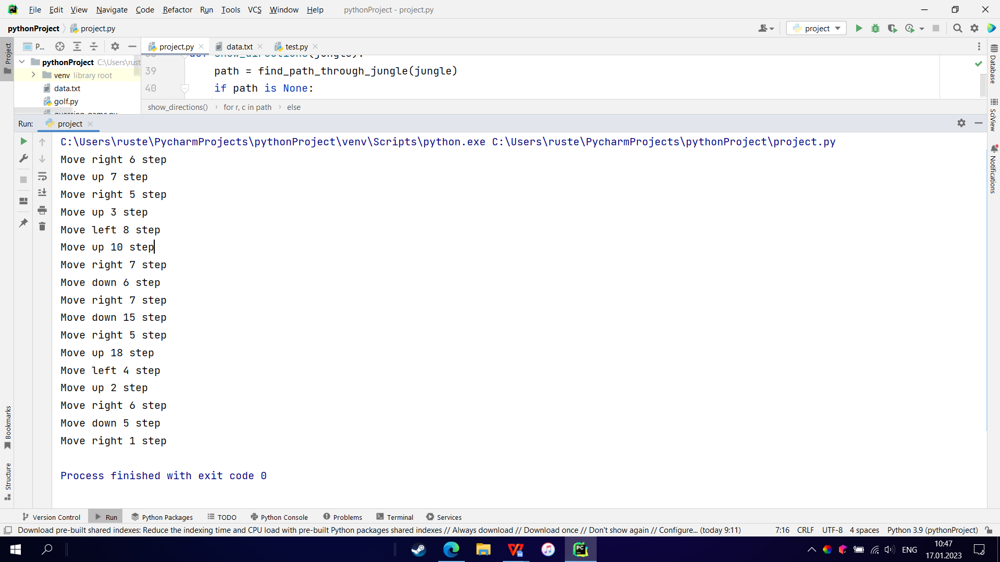 File Edit View Navigate Code Refactor Run Tools VCS Window Help pythonProject - project.py
pythonProject project.py project
Project P... project.py data.txt test.py
pythonProject C:\Users\rust
venv library root
data.txt
golf.py
guessing_game.py
def show_directions(jungle):
39 path = find_path_through_jungle(jungle)
40 if path is None:
show_directions() for r, c in path else
Run: project
C:\Users\ruste\PycharmProjects\pythonProject\venv\Scripts\python.exe C:\Users\ruste\PycharmProjects\pythonProject\project.py
Move right 6 step
Move up 7 step
Move right 5 step
Move up 3 step
Move left 8 step
Move up 10 step
Move right 7 step
Move down 6 step
Move right 7 step
Move down 15 step
Move right 5 step
Move up 18 step
Move left 4 step
Move up 2 step
Move right 6 step
Move down 5 step
Move right 1 step
Process finished with exit code 0
Database
SciView
Notifications
Bookmarks
Structure
Version Control Run Python Packages TODO Python Console Problems Terminal Services
Download pre-built shared indexes: Reduce the indexing time and CPU load with pre-built Python packages shared indexes // Always download // Download once // Don't show again // Configure... (today 9:11) 7:16 CRLF UTF-8 4 spaces Python 3.9 (pythonProject)
ENG 10:47
17.01.2023